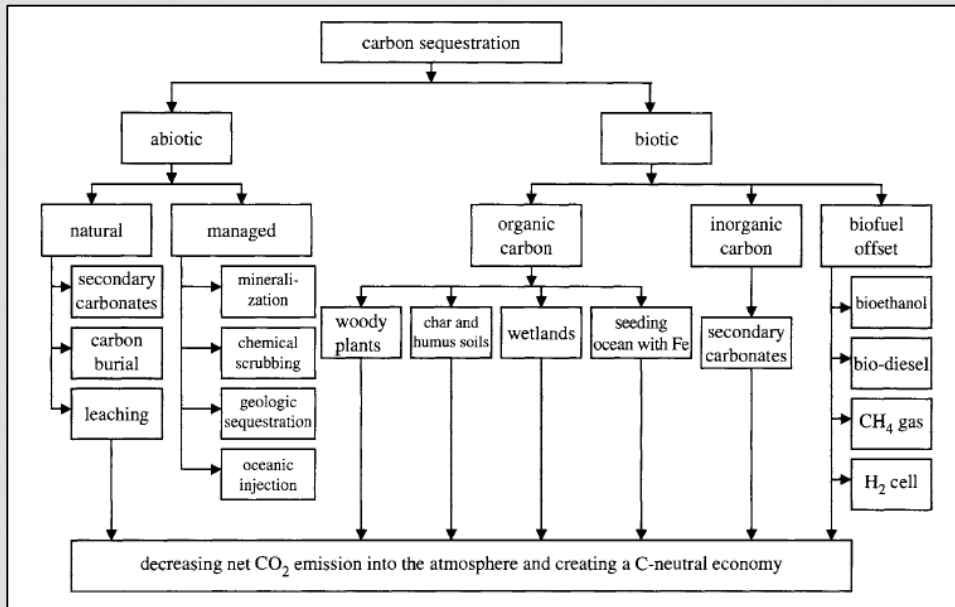 carbon sequestration
abiotic
biotic
natural
managed
organic
carbon
inorganic
carbon
biofuel
offset
secondary
carbonates
carbon
burial
leaching
minerali-
zation
chemical
scrubbing
geologic
sequestration
oceanic
injection
woody
plants
char and
humus soils
wetlands
seeding
ocean with Fe
secondary
carbonates
bioethanol
bio-diesel
CH₄ gas
H₂ cell
decreasing net CO₂ emission into the atmosphere and creating a C-neutral economy